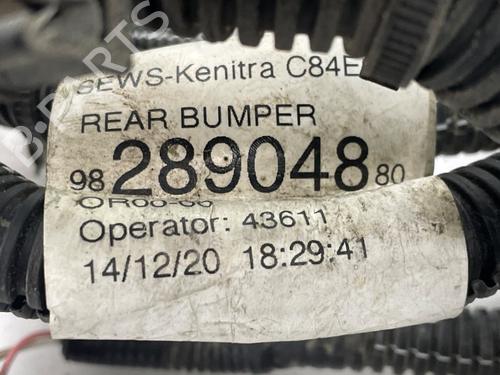 SEWS-Kenitra C84E
REAR BUMPER
98 289048 80
Operator: 43611
14/12/20 18:29:41